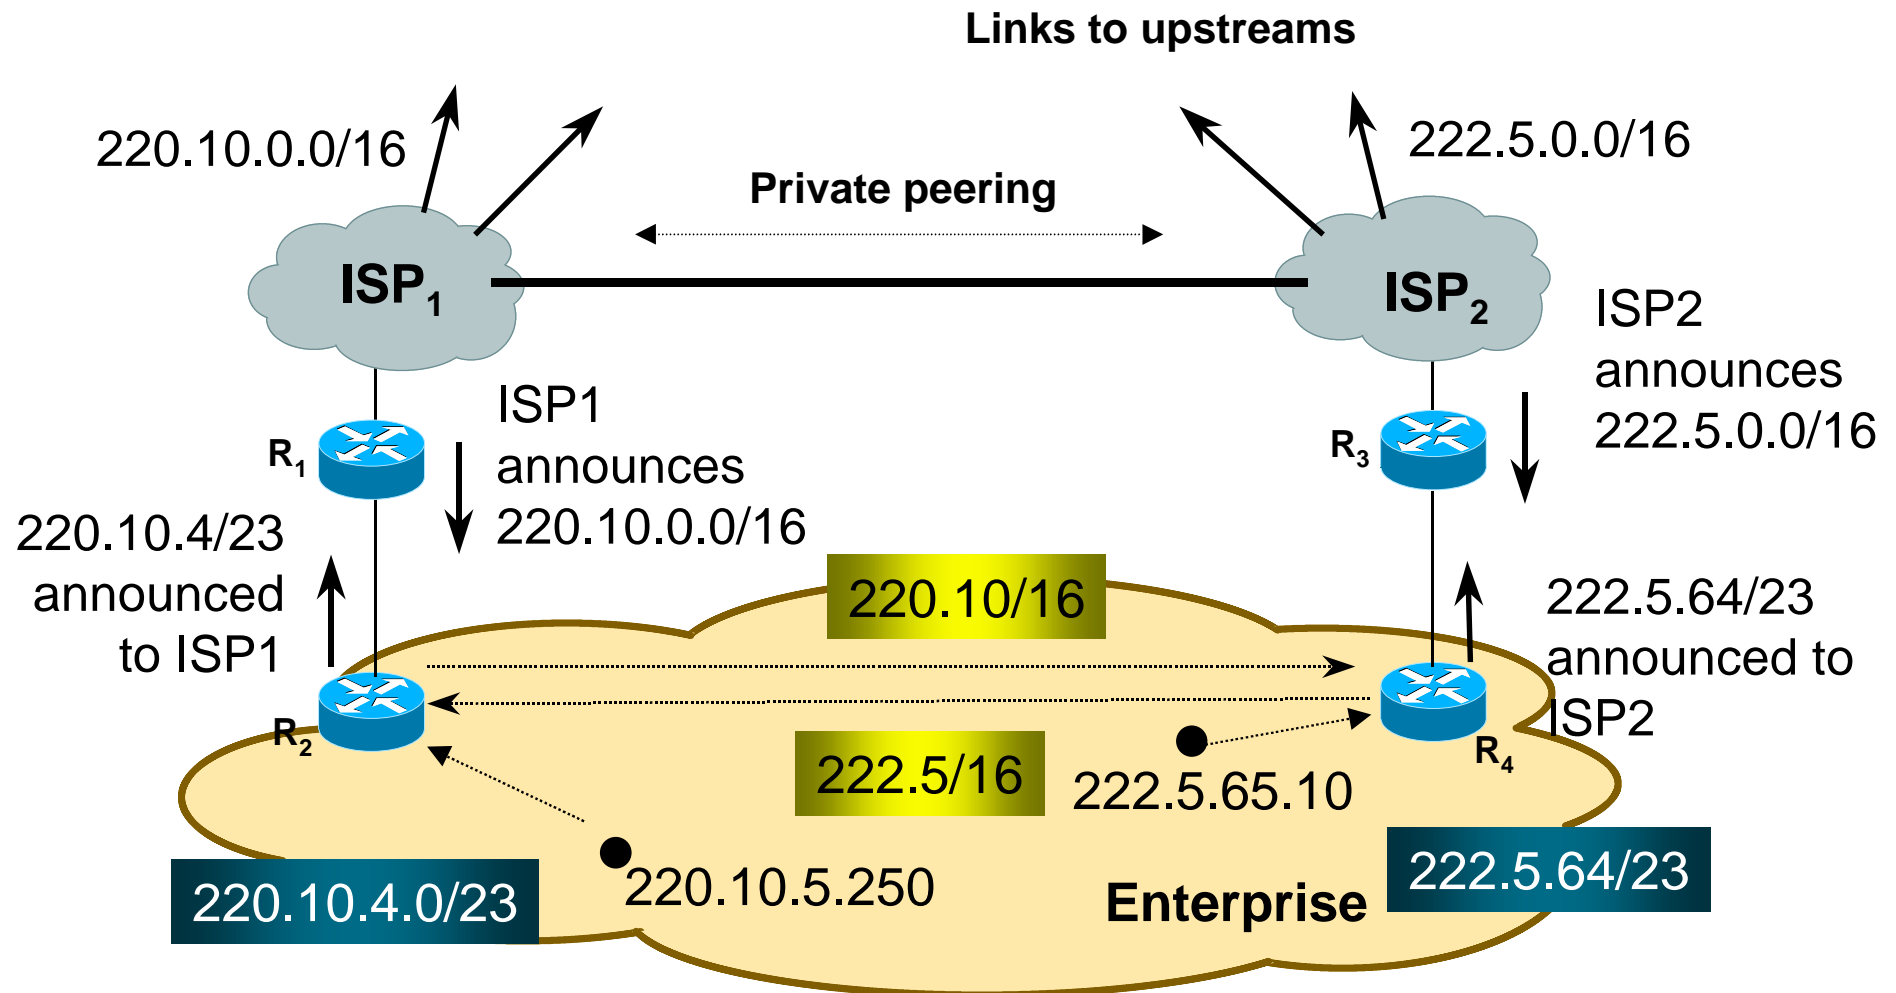 Links to upstreams
220.10.0.0/16
222.5.0.0/16
Private peering
ISP1
ISP2
ISP2
announces
222.5.0.0/16
ISP1
announces
220.10.0.0/16
R1
R3
220.10.4/23
announced
to ISP1
220.10/16
222.5.64/23
announced to
ISP2
R2
R4
222.5/16
222.5.65.10
220.10.4.0/23
220.10.5.250
Enterprise
222.5.64/23